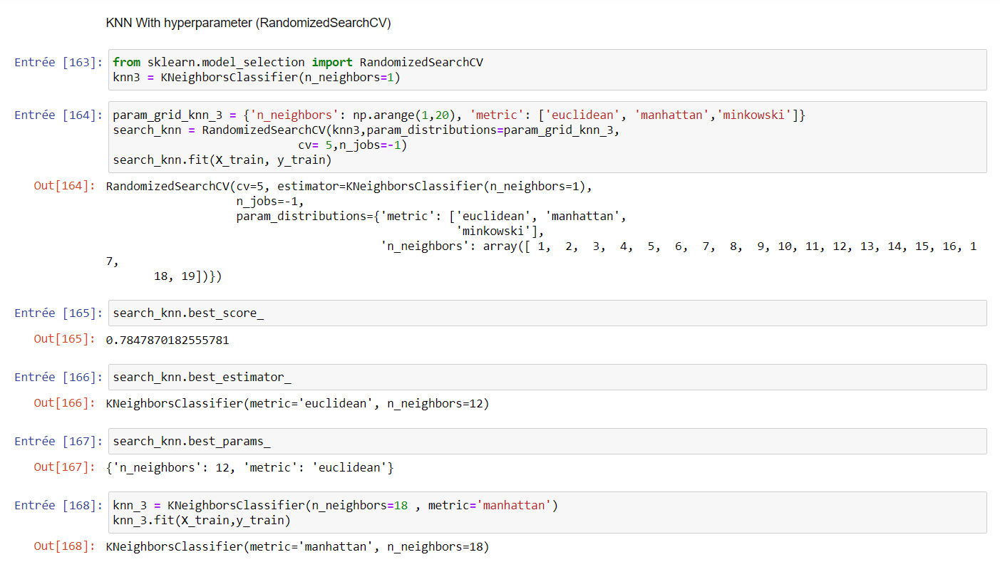 KNN With hyperparameter (RandomizedSearchCV)
Entrée [163]: from sklearn.model_selection import RandomizedSearchCV
knn3 = KNeighborsClassifier(n_neighbors=1)
Entrée [164]: param_grid_knn_3 = {'n_neighbors': np.arange(1,20), 'metric': ['euclidean', 'manhattan','minkowski']}
search_knn = RandomizedSearchCV(knn3,param_distributions=param_grid_knn_3,
cv= 5,n_jobs=-1)
search_knn.fit(X_train, y_train)
Out[164]: RandomizedSearchCV(cv=5, estimator=KNeighborsClassifier(n_neighbors=1),
n_jobs=-1,
param_distributions={'metric': ['euclidean', 'manhattan',
'minkowski'],
'n_neighbors': array([ 1,  2,  3,  4,  5,  6,  7,  8,  9, 10, 11, 12, 13, 14, 15, 16, 1
7,
18, 19])})
Entrée [165]: search_knn.best_score_
Out[165]: 0.7847870182555781
Entrée [166]: search_knn.best_estimator_
Out[166]: KNeighborsClassifier(metric='euclidean', n_neighbors=12)
Entrée [167]: search_knn.best_params_
Out[167]: {'n_neighbors': 12, 'metric': 'euclidean'}
Entrée [168]: knn_3 = KNeighborsClassifier(n_neighbors=18 , metric='manhattan')
knn_3.fit(X_train,y_train)
Out[168]: KNeighborsClassifier(metric='manhattan', n_neighbors=18)